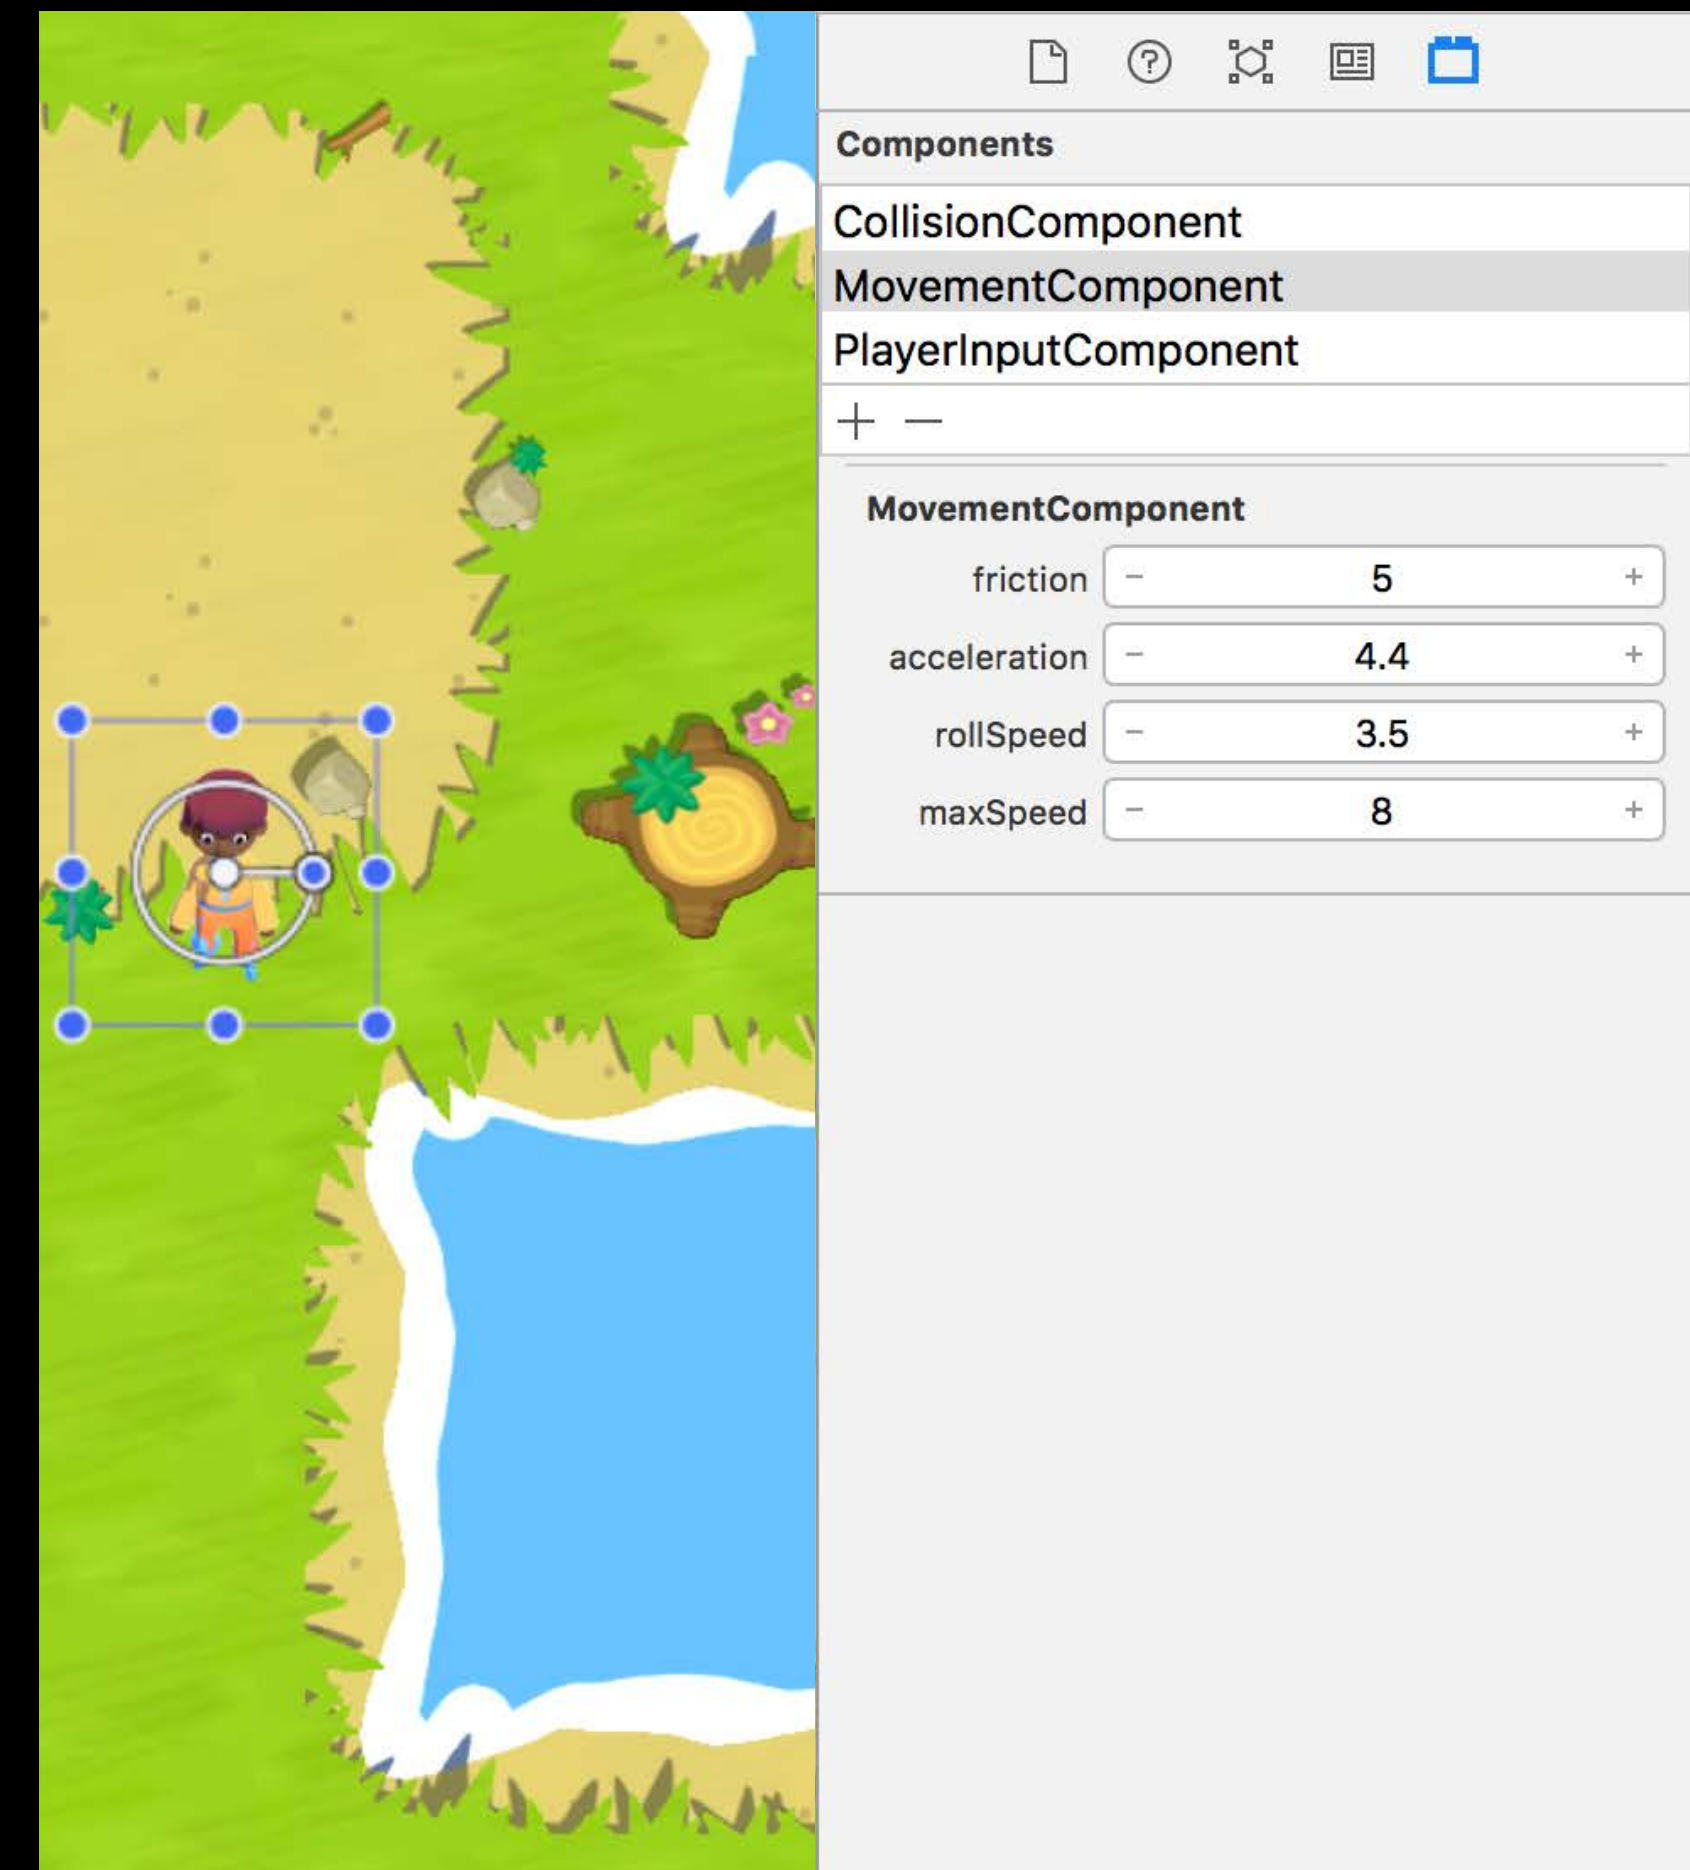 Components
CollisionComponent
MovementComponent
PlayerInputComponent
+ −
MovementComponent
friction − 5 +
acceleration − 4.4 +
rollSpeed − 3.5 +
maxSpeed − 8 +